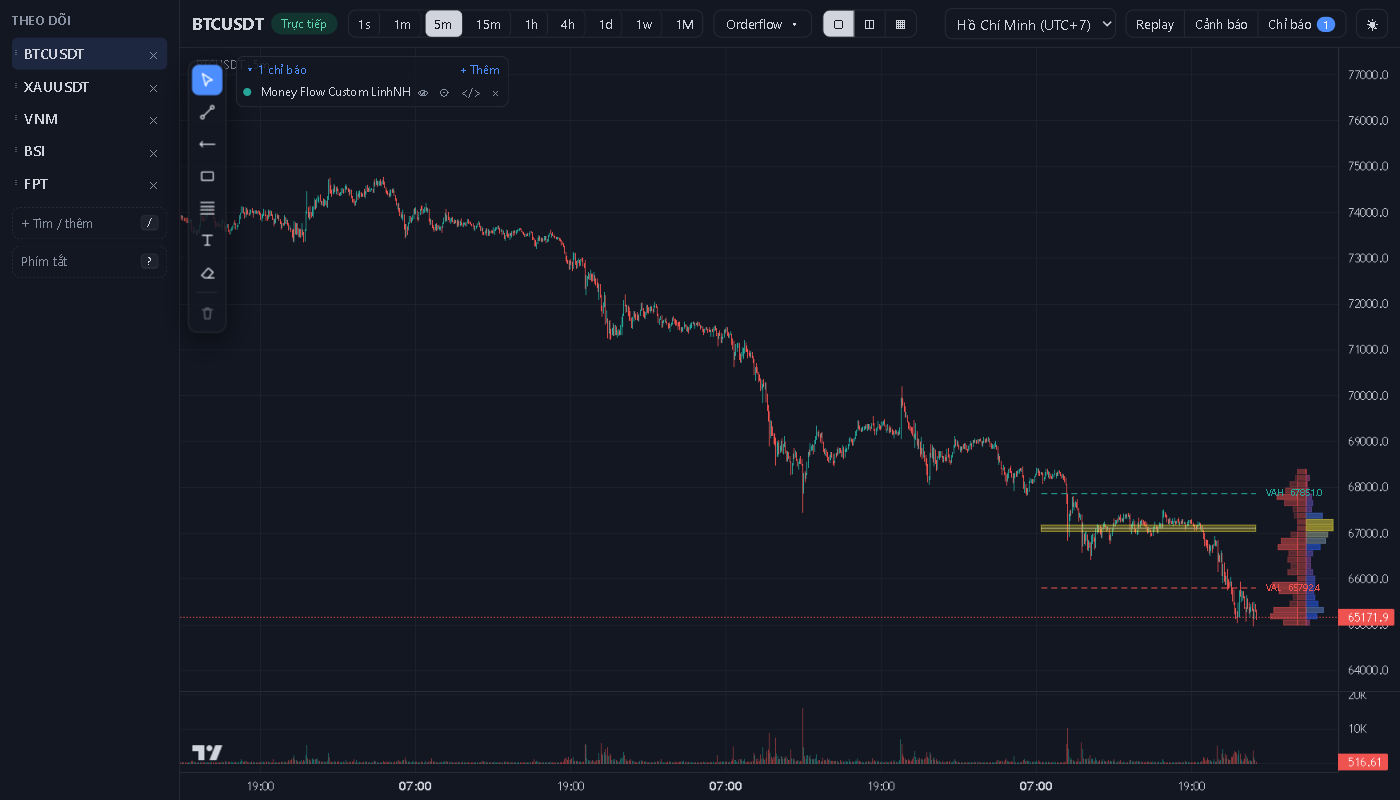 THEO DÕI
BTCUSDT
XAUUSDT
VNM
BSI
FPT
+ Tìm / thêm /
Phím tắt ?
BTCUSDT Trực tiếp 1s 1m 5m 15m 1h 4h 1d 1w 1M Orderflow Hồ Chí Minh (UTC+7) Replay Cảnh báo Chỉ báo 1
1 chỉ báo + Thêm
Money Flow Custom LinhNH </> ×
T
77000.0
76000.0
75000.0
74000.0
73000.0
72000.0
71000.0
70000.0
69000.0
68000.0
VAH 67851.0
67000.0
66000.0
VAL 65792.4
65171.9
64000.0
20K
10K
516.61
19:00 07:00 19:00 07:00 19:00 07:00 19:00